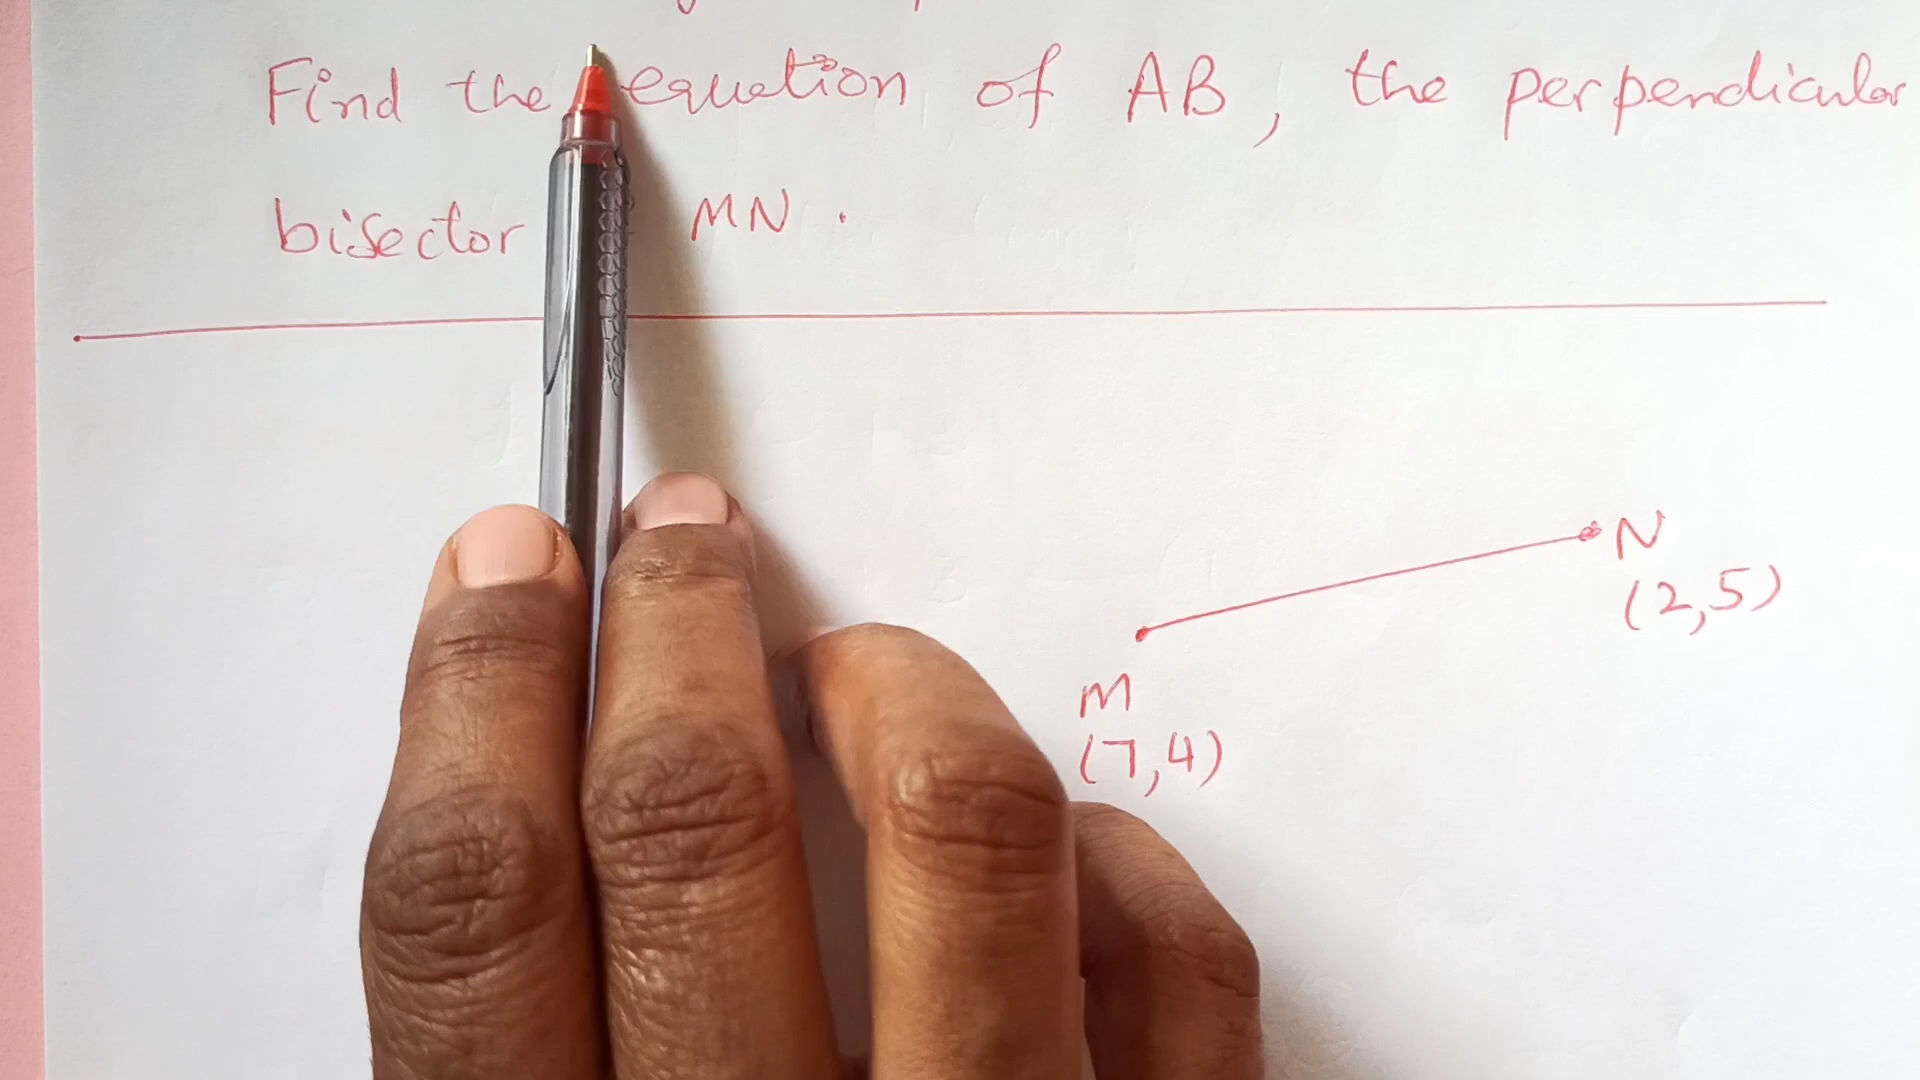 Find the equation of AB, the perpendicular
bisector MN.
N
(2,5)
M
(7,4)